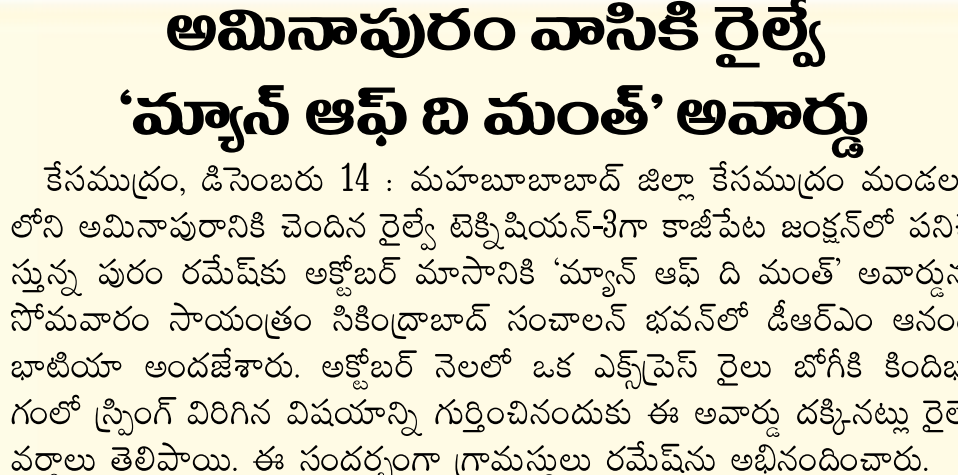 అమినాపురం వాసికి రైల్వే
‘మ్యాన్ ఆఫ్ ది మంత్’ అవార్డు
కేసముద్రం, డిసెంబరు 14 : మహబూబాబాద్ జిల్లా కేసముద్రం మండల
లోని అమినాపురానికి చెందిన రైల్వే టెక్నిషియన్-3గా కాజీపేట జంక్షన్‌లో పని
స్తున్న పురం రమేష్‌కు అక్టోబర్ మాసానికి ‘మ్యాన్ ఆఫ్ ది మంత్’ అవార్డు
సోమవారం సాయంత్రం సికింద్రాబాద్ సంచాలన్ భవన్‌లో డీఆర్ఎం ఆనం
భాటియా అందజేశారు. అక్టోబర్ నెలలో ఒక ఎక్స్‌ప్రెస్ రైలు బోగీకి కింది
గంలో స్ప్రింగ్ విరిగిన విషయాన్ని గుర్తించినందుకు ఈ అవార్డు దక్కినట్లు రై
వర్గాలు తెలిపాయి. ఈ సందర్భంగా గ్రామస్తులు రమేష్‌ను అభినందించారు.